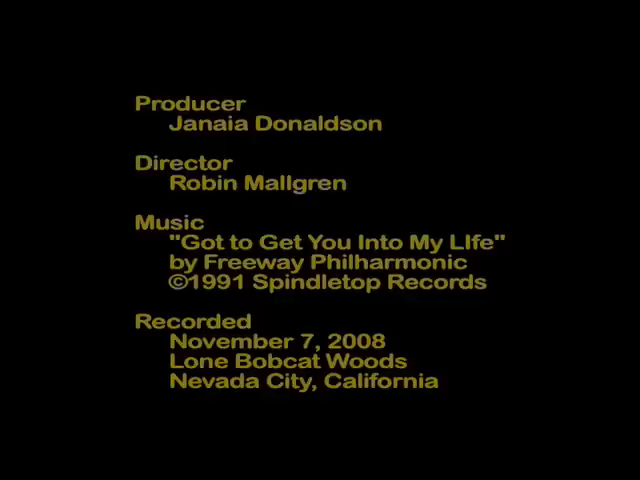 Producer
Janaia Donaldson
Director
Robin Mallgren
Music
"Got to Get You Into My LIfe"
by Freeway Philharmonic
©1991 Spindletop Records
Recorded
November 7, 2008
Lone Bobcat Woods
Nevada City, California